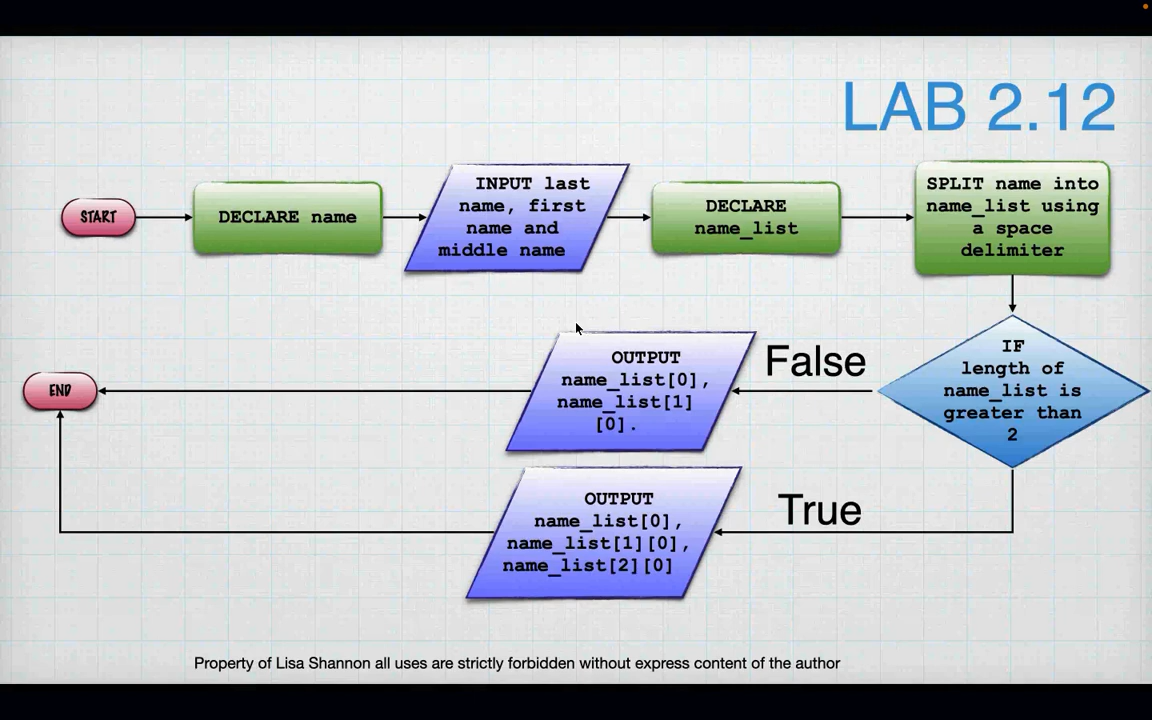 LAB 2.12
START
DECLARE name
INPUT last
name, first
name and
middle name
DECLARE
name_list
SPLIT name into
name_list using
a space
delimiter
IF
length of
name_list is
greater than
2
False
OUTPUT
name_list[0],
name_list[1]
[0].
END
True
OUTPUT
name_list[0],
name_list[1][0],
name_list[2][0]
Property of Lisa Shannon all uses are strictly forbidden without express content of the author